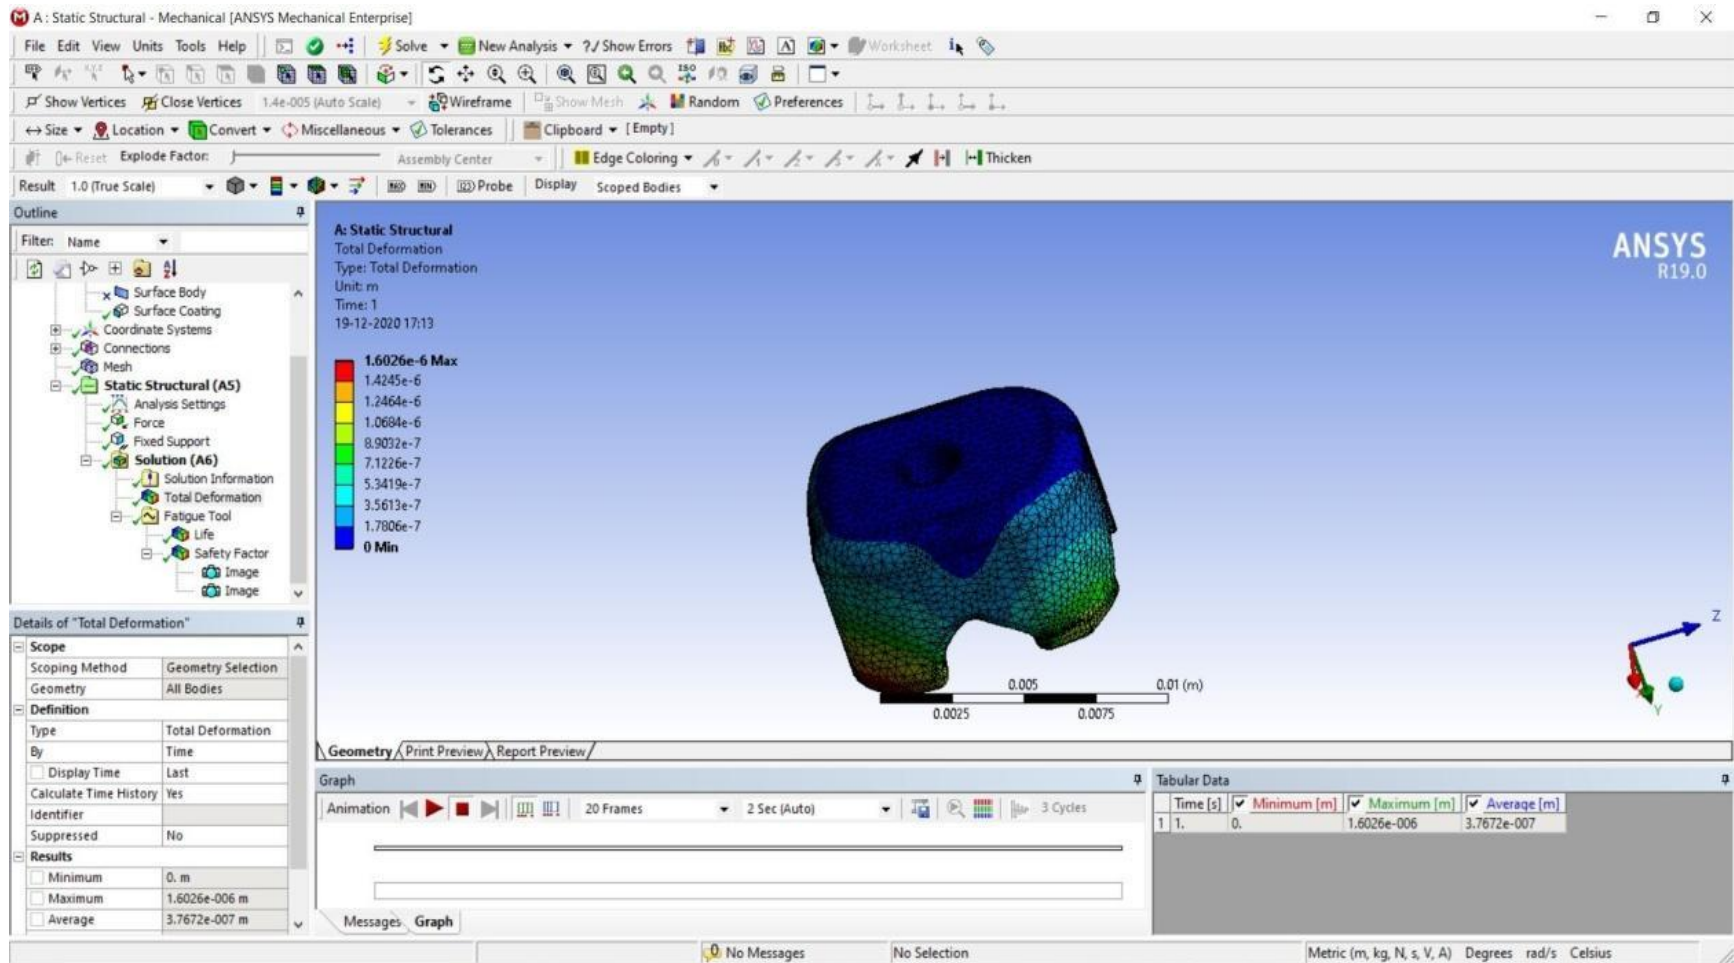 A : Static Structural - Mechanical [ANSYS Mechanical Enterprise]
File Edit View Units Tools Help Solve New Analysis ?/ Show Errors Worksheet
Show Vertices Close Vertices 1.4e-005 (Auto Scale) Wireframe Show Mesh Random Preferences
Size Location Convert Miscellaneous Tolerances Clipboard [Empty]
Reset Explode Factor: Assembly Center Edge Coloring Thicken
Result 1.0 (True Scale) MAX MIN Probe Display Scoped Bodies
Outline
Filter: Name
Surface Body
Surface Coating
Coordinate Systems
Connections
Mesh
Static Structural (A5)
Analysis Settings
Force
Fixed Support
Solution (A6)
Solution Information
Total Deformation
Fatigue Tool
Life
Safety Factor
Image
Image
Details of "Total Deformation"
Scope
Scoping Method Geometry Selection
Geometry All Bodies
Definition
Type Total Deformation
By Time
Display Time Last
Calculate Time History Yes
Identifier
Suppressed No
Results
Minimum 0. m
Maximum 1.6026e-006 m
Average 3.7672e-007 m
A: Static Structural
Total Deformation
Type: Total Deformation
Unit: m
Time: 1
19-12-2020 17:13
1.6026e-6 Max
1.4245e-6
1.2464e-6
1.0684e-6
8.9032e-7
7.1226e-7
5.3419e-7
3.5613e-7
1.7806e-7
0 Min
ANSYS
R19.0
0.005 0.01 (m)
0.0025 0.0075
Z
Y
Geometry Print Preview Report Preview
Graph
Animation 20 Frames 2 Sec (Auto) 3 Cycles
Messages Graph
Tabular Data
Time [s] Minimum [m] Maximum [m] Average [m]
1 1. 0. 1.6026e-006 3.7672e-007
0 No Messages No Selection Metric (m, kg, N, s, V, A) Degrees rad/s Celsius